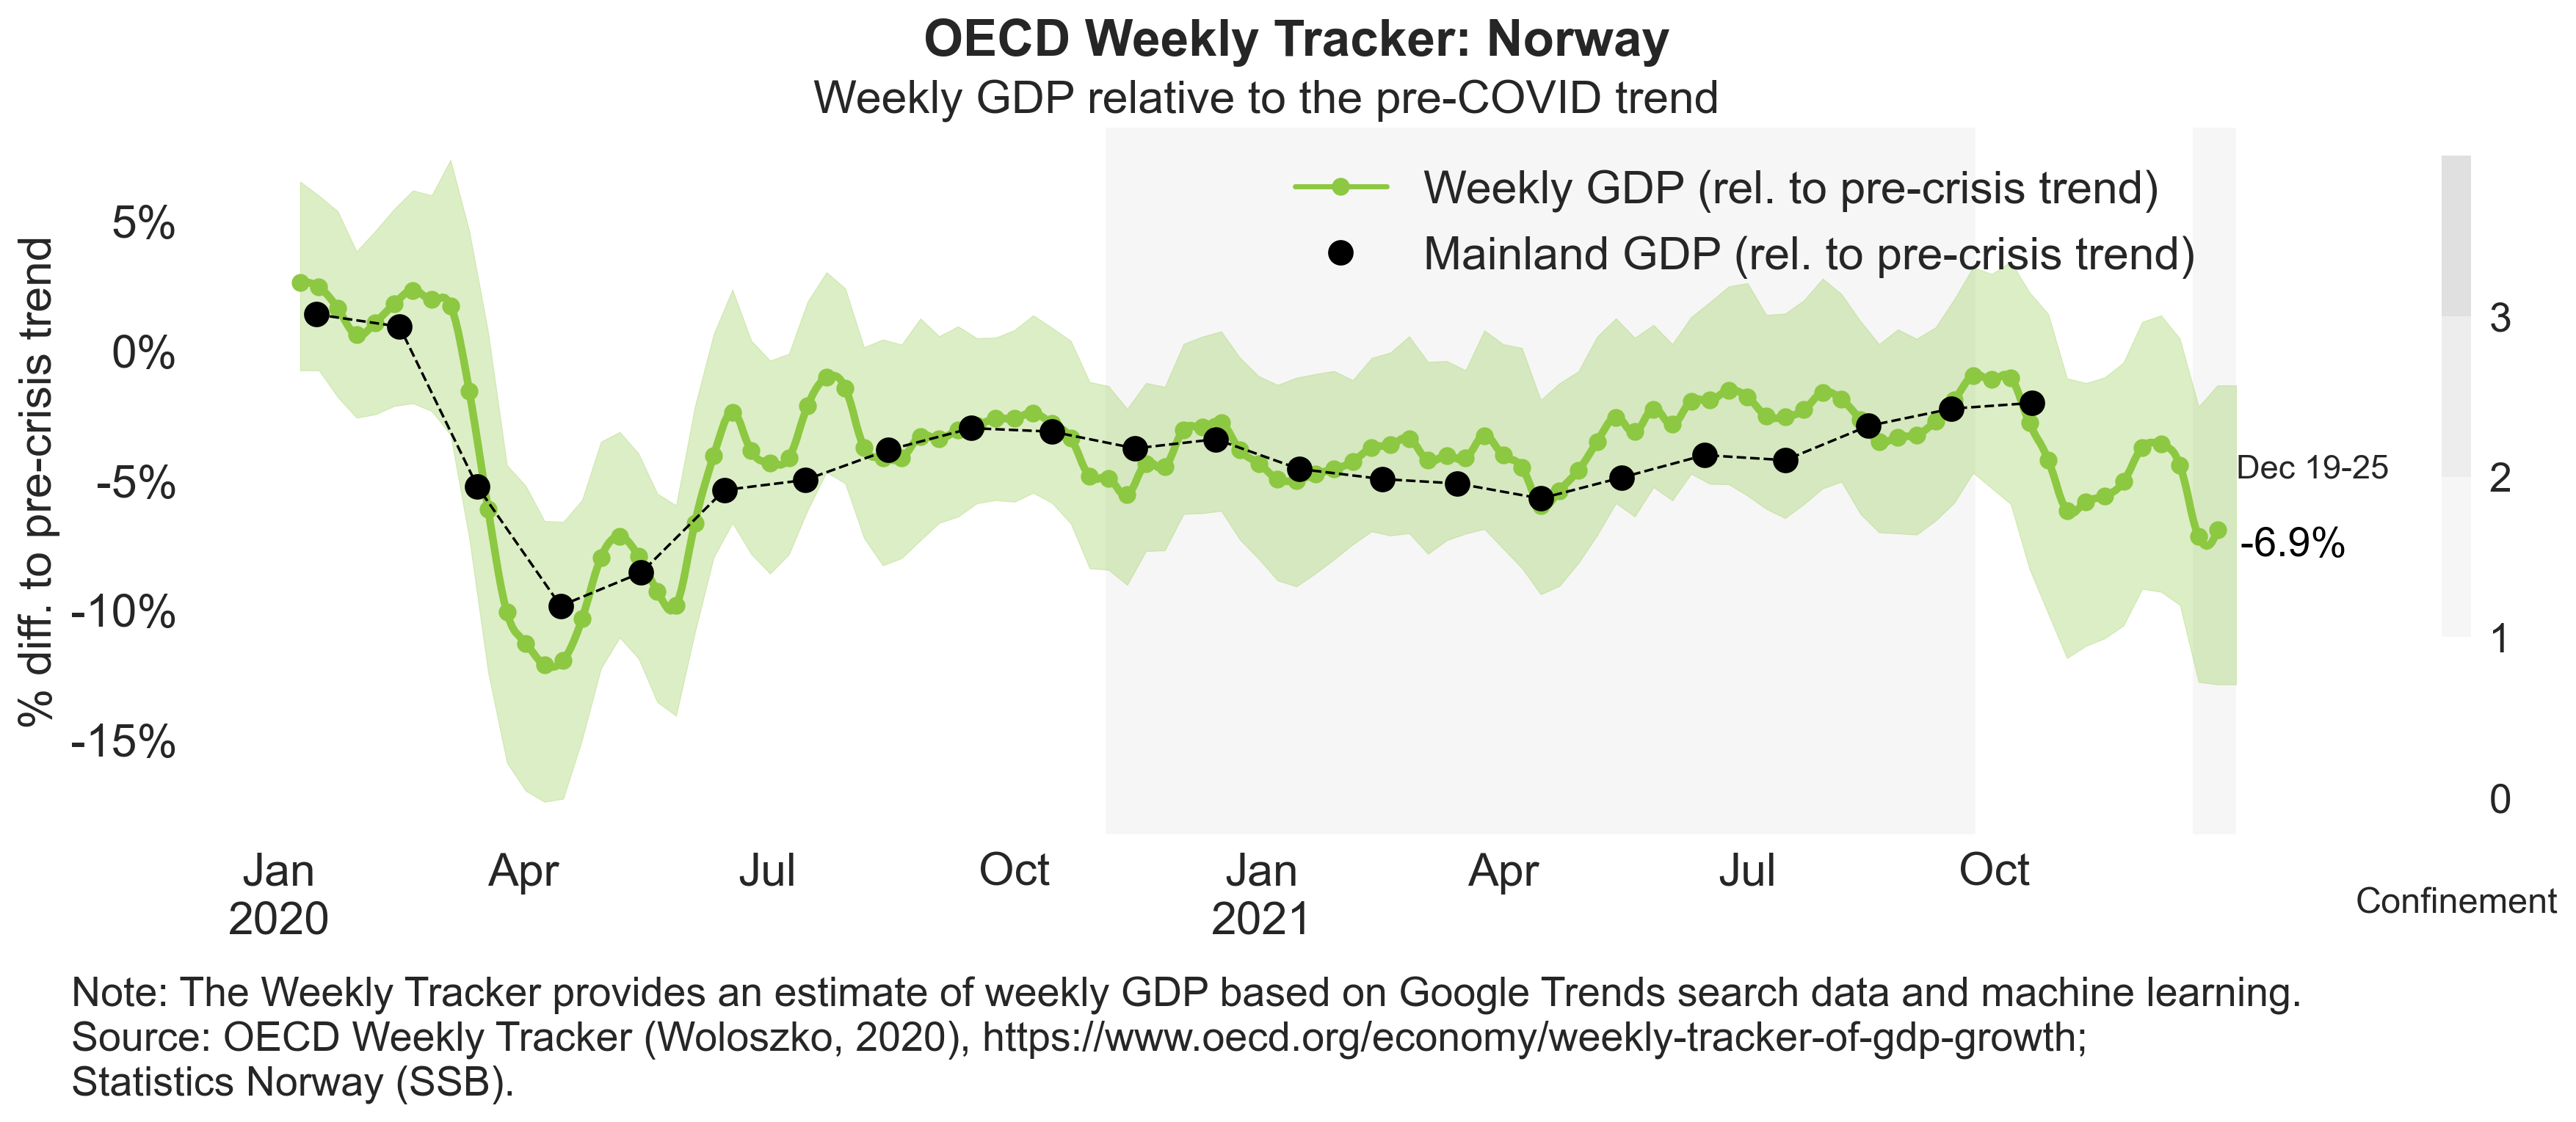 OECD Weekly Tracker: Norway
Weekly GDP relative to the pre-COVID trend
Weekly GDP (rel. to pre-crisis trend)
Mainland GDP (rel. to pre-crisis trend)
% diff. to pre-crisis trend
5%
0%
-5%
-10%
-15%
Dec 19-25
-6.9%
3
2
1
0
Confinement
Jan Apr Jul Oct Jan Apr Jul Oct
2020 2021
Note: The Weekly Tracker provides an estimate of weekly GDP based on Google Trends search data and machine learning.
Source: OECD Weekly Tracker (Woloszko, 2020), https://www.oecd.org/economy/weekly-tracker-of-gdp-growth;
Statistics Norway (SSB).